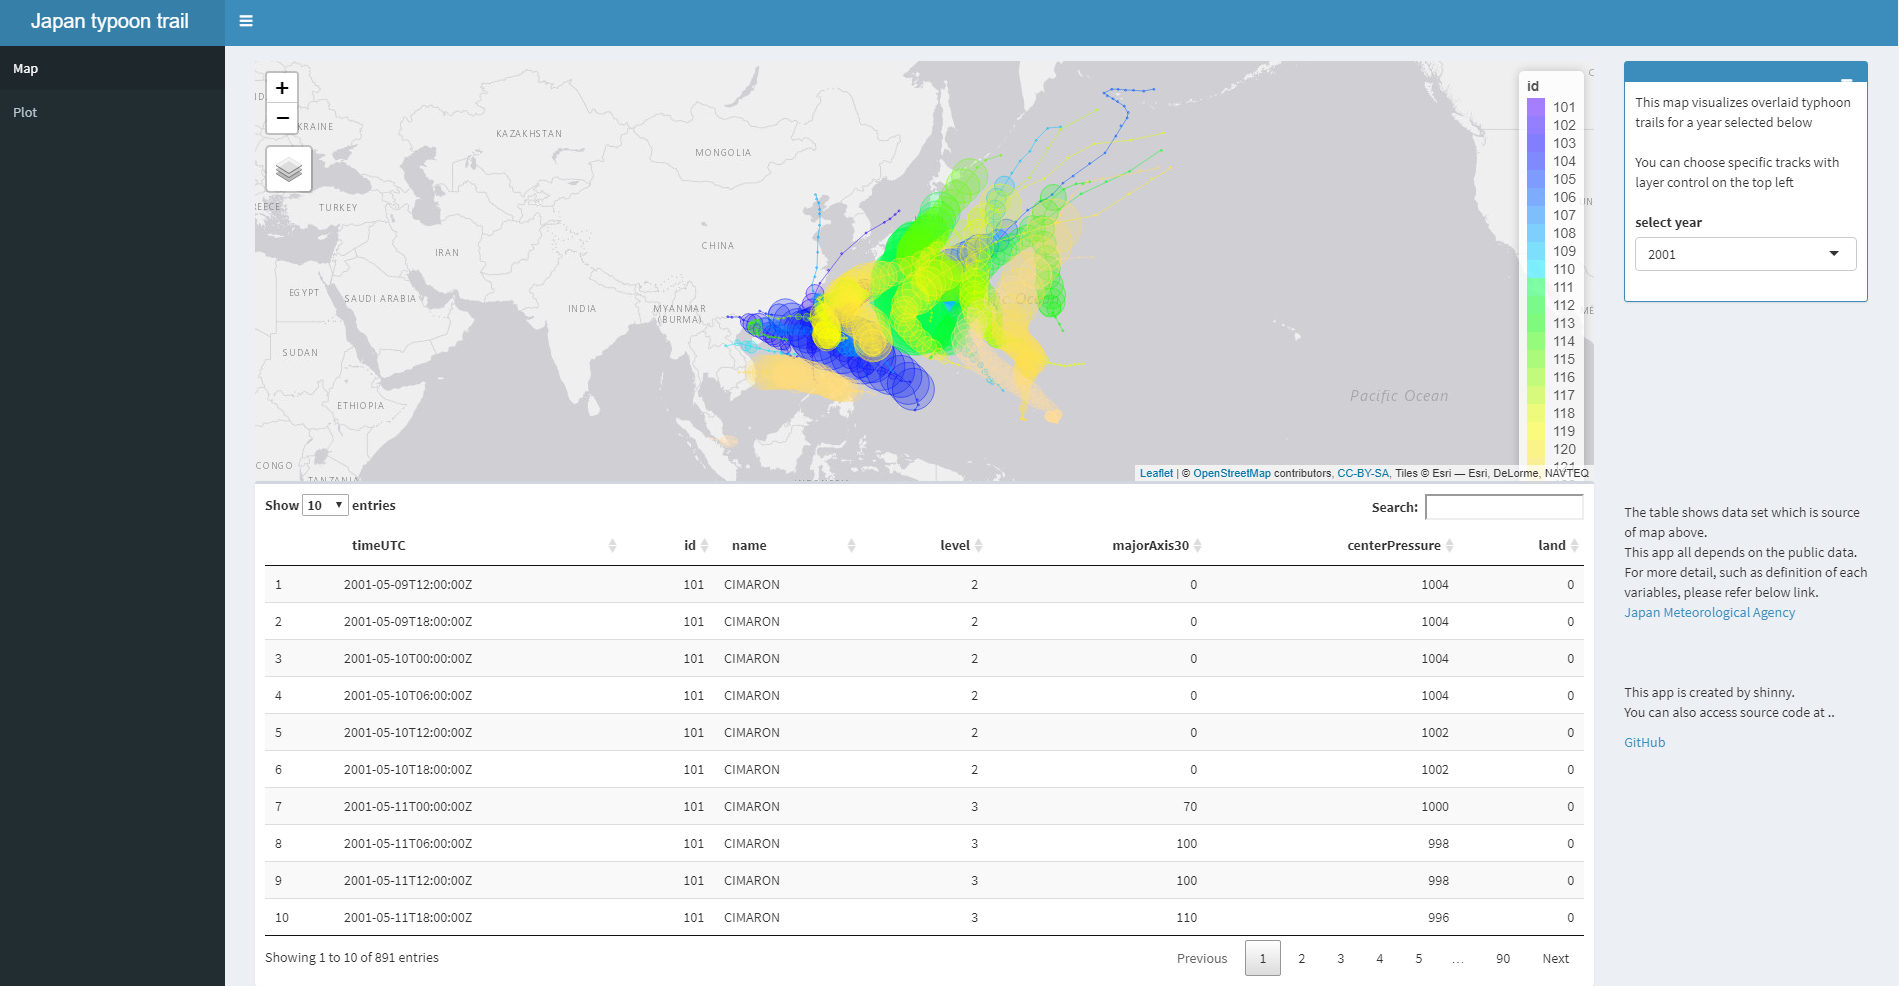 Japan typoon trail
Map
Plot
+
−
KRAINE
KAZAKHSTAN
MONGOLIA
TURKEY
CHINA
IRAN
EGYPT
SAUDI ARABIA
INDIA
MYANMAR
(BURMA)
SUDAN
ETHIOPIA
CONGO
TANZANIA
Pacific Ocean
id
101
102
103
104
105
106
107
108
109
110
111
112
113
114
115
116
117
118
119
120
Leaflet | © OpenStreetMap contributors, CC-BY-SA, Tiles © Esri — Esri, DeLorme, NAVTEQ
This map visualizes overlaid typhoon
trails for a year selected below
You can choose specific tracks with
layer control on the top left
select year
2001
Show 10 entries
Search:
timeUTC id name level majorAxis30 centerPressure land
1 2001-05-09T12:00:00Z 101 CIMARON 2 0 1004 0
2 2001-05-09T18:00:00Z 101 CIMARON 2 0 1004 0
3 2001-05-10T00:00:00Z 101 CIMARON 2 0 1004 0
4 2001-05-10T06:00:00Z 101 CIMARON 2 0 1004 0
5 2001-05-10T12:00:00Z 101 CIMARON 2 0 1002 0
6 2001-05-10T18:00:00Z 101 CIMARON 2 0 1002 0
7 2001-05-11T00:00:00Z 101 CIMARON 3 70 1000 0
8 2001-05-11T06:00:00Z 101 CIMARON 3 100 998 0
9 2001-05-11T12:00:00Z 101 CIMARON 3 100 998 0
10 2001-05-11T18:00:00Z 101 CIMARON 3 110 996 0
Showing 1 to 10 of 891 entries
Previous 1 2 3 4 5 … 90 Next
The table shows data set which is source
of map above.
This app all depends on the public data.
For more detail, such as definition of each
variables, please refer below link.
Japan Meteorological Agency
This app is created by shinny.
You can also access source code at ..
GitHub